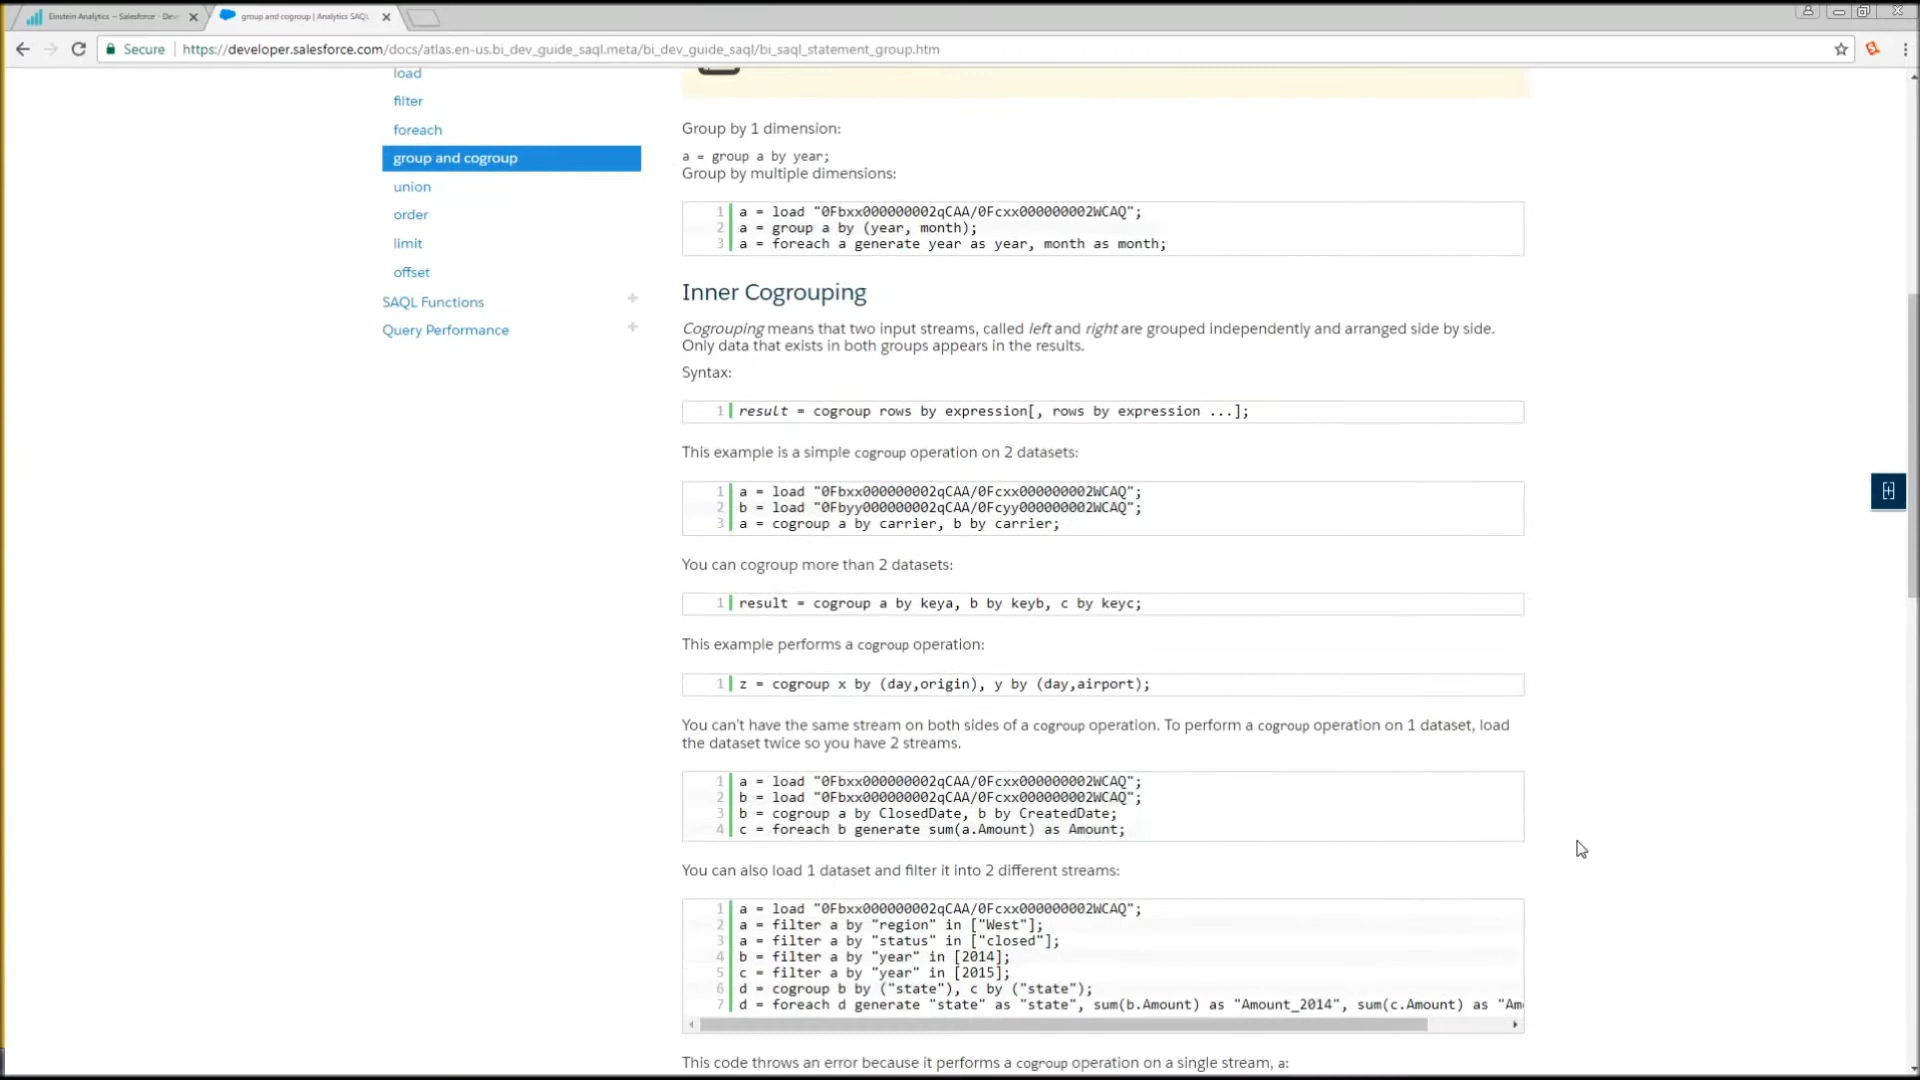 Einstein Analytics – Salesforce - Dev
group and cogroup | Analytics SAQL
Secure
https://developer.salesforce.com/docs/atlas.en-us.bi_dev_guide_saql.meta/bi_dev_guide_saql/bi_saql_statement_group.htm
load
filter
foreach
group and cogroup
union
order
limit
offset
SAQL Functions
Query Performance
Group by 1 dimension:
a = group a by year;
Group by multiple dimensions:
1 a = load "0Fbxx000000002qCAA/0Fcxx000000002WCAQ";
2 a = group a by (year, month);
3 a = foreach a generate year as year, month as month;
Inner Cogrouping
Cogrouping means that two input streams, called left and right are grouped independently and arranged side by side.
Only data that exists in both groups appears in the results.
Syntax:
1 result = cogroup rows by expression[, rows by expression ...];
This example is a simple cogroup operation on 2 datasets:
1 a = load "0Fbxx000000002qCAA/0Fcxx000000002WCAQ";
2 b = load "0Fbyy000000002qCAA/0Fcyy000000002WCAQ";
3 a = cogroup a by carrier, b by carrier;
You can cogroup more than 2 datasets:
1 result = cogroup a by keya, b by keyb, c by keyc;
This example performs a cogroup operation:
1 z = cogroup x by (day,origin), y by (day,airport);
You can't have the same stream on both sides of a cogroup operation. To perform a cogroup operation on 1 dataset, load
the dataset twice so you have 2 streams.
1 a = load "0Fbxx000000002qCAA/0Fcxx000000002WCAQ";
2 b = load "0Fbxx000000002qCAA/0Fcxx000000002WCAQ";
3 b = cogroup a by ClosedDate, b by CreatedDate;
4 c = foreach b generate sum(a.Amount) as Amount;
You can also load 1 dataset and filter it into 2 different streams:
1 a = load "0Fbxx000000002qCAA/0Fcxx000000002WCAQ";
2 a = filter a by "region" in ["West"];
3 a = filter a by "status" in ["closed"];
4 b = filter a by "year" in [2014];
5 c = filter a by "year" in [2015];
6 d = cogroup b by ("state"), c by ("state");
7 d = foreach d generate "state" as "state", sum(b.Amount) as "Amount_2014", sum(c.Amount) as "Am
This code throws an error because it performs a cogroup operation on a single stream, a: